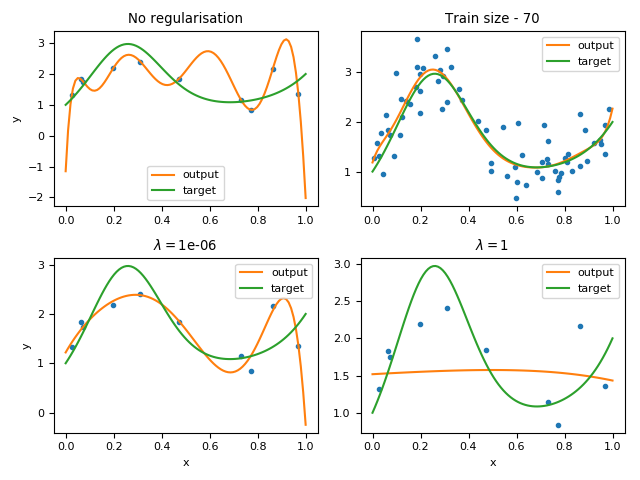 No regularisation
3
2
1
0
−1
−2
0.0
0.2
0.4
0.6
0.8
1.0
y
output
target
Train size - 70
3
2
1
0.0
0.2
0.4
0.6
0.8
1.0
output
target
λ = 1e-06
3
2
1
0
0.0
0.2
0.4
0.6
0.8
1.0
y
x
output
target
λ = 1
3.0
2.5
2.0
1.5
1.0
0.0
0.2
0.4
0.6
0.8
1.0
x
output
target